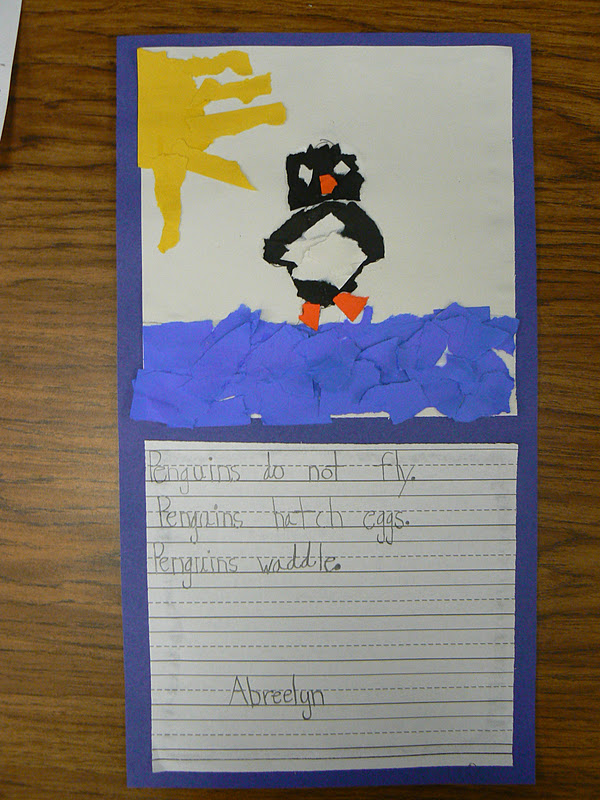 Penguins do not fly.
Penguins hatch eggs.
Penguins waddle.
Abreelyn